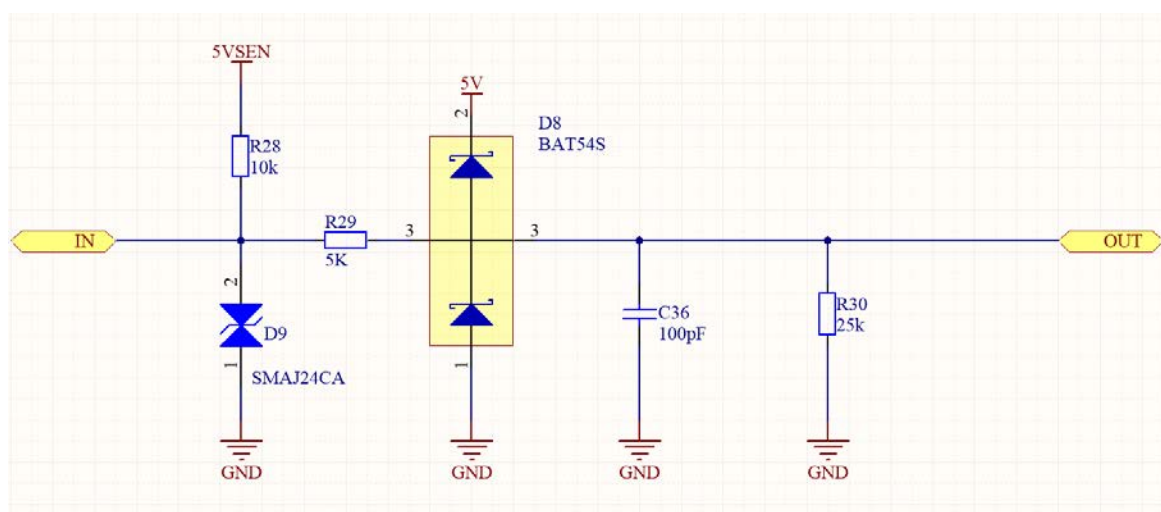 5VSEN
5V
2
D8
BAT54S
R28
10k
IN
R29
5K
3
3
OUT
2
D9
1
SMAJ24CA
1
C36
100pF
R30
25k
GND
GND
GND
GND